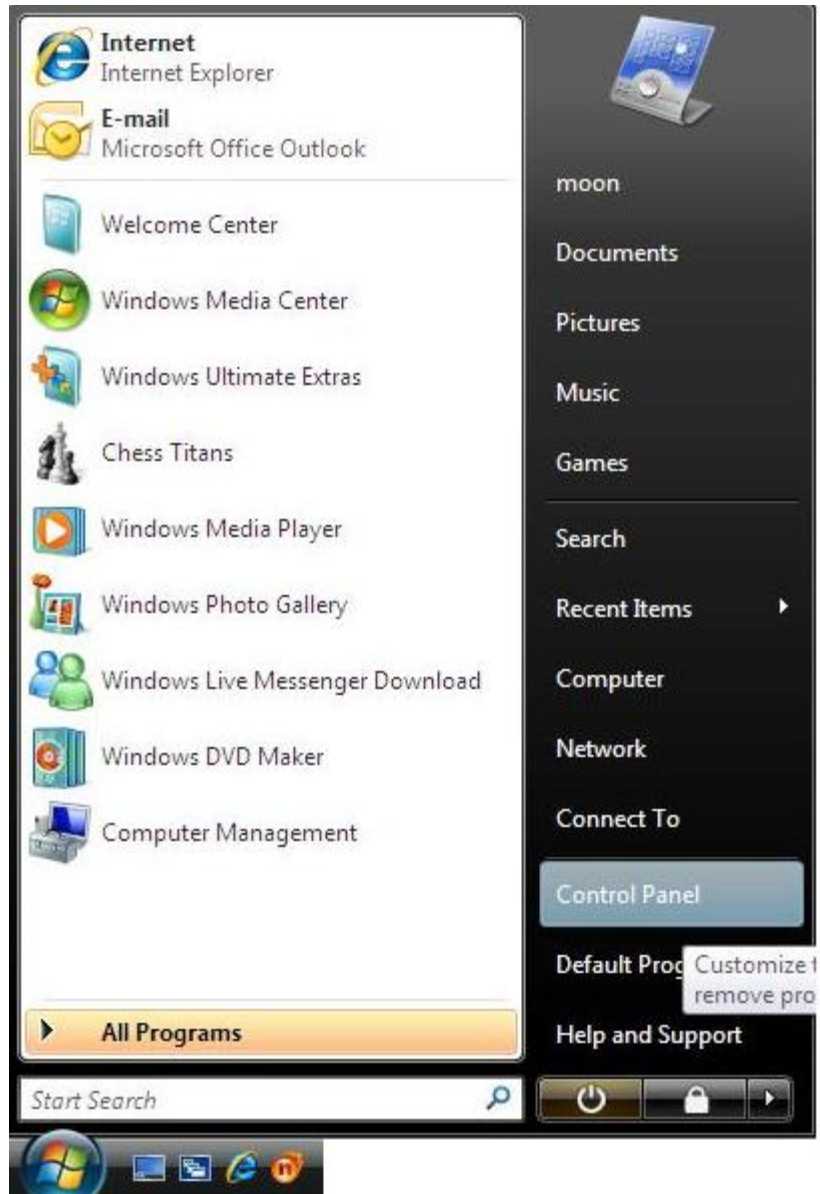 Internet
Internet Explorer
E-mail
Microsoft Office Outlook
Welcome Center
Windows Media Center
Windows Ultimate Extras
Chess Titans
Windows Media Player
Windows Photo Gallery
Windows Live Messenger Download
Windows DVD Maker
Computer Management
All Programs
Start Search
moon
Documents
Pictures
Music
Games
Search
Recent Items
Computer
Network
Connect To
Control Panel
Default Prog
Customize t
remove pro
Help and Support